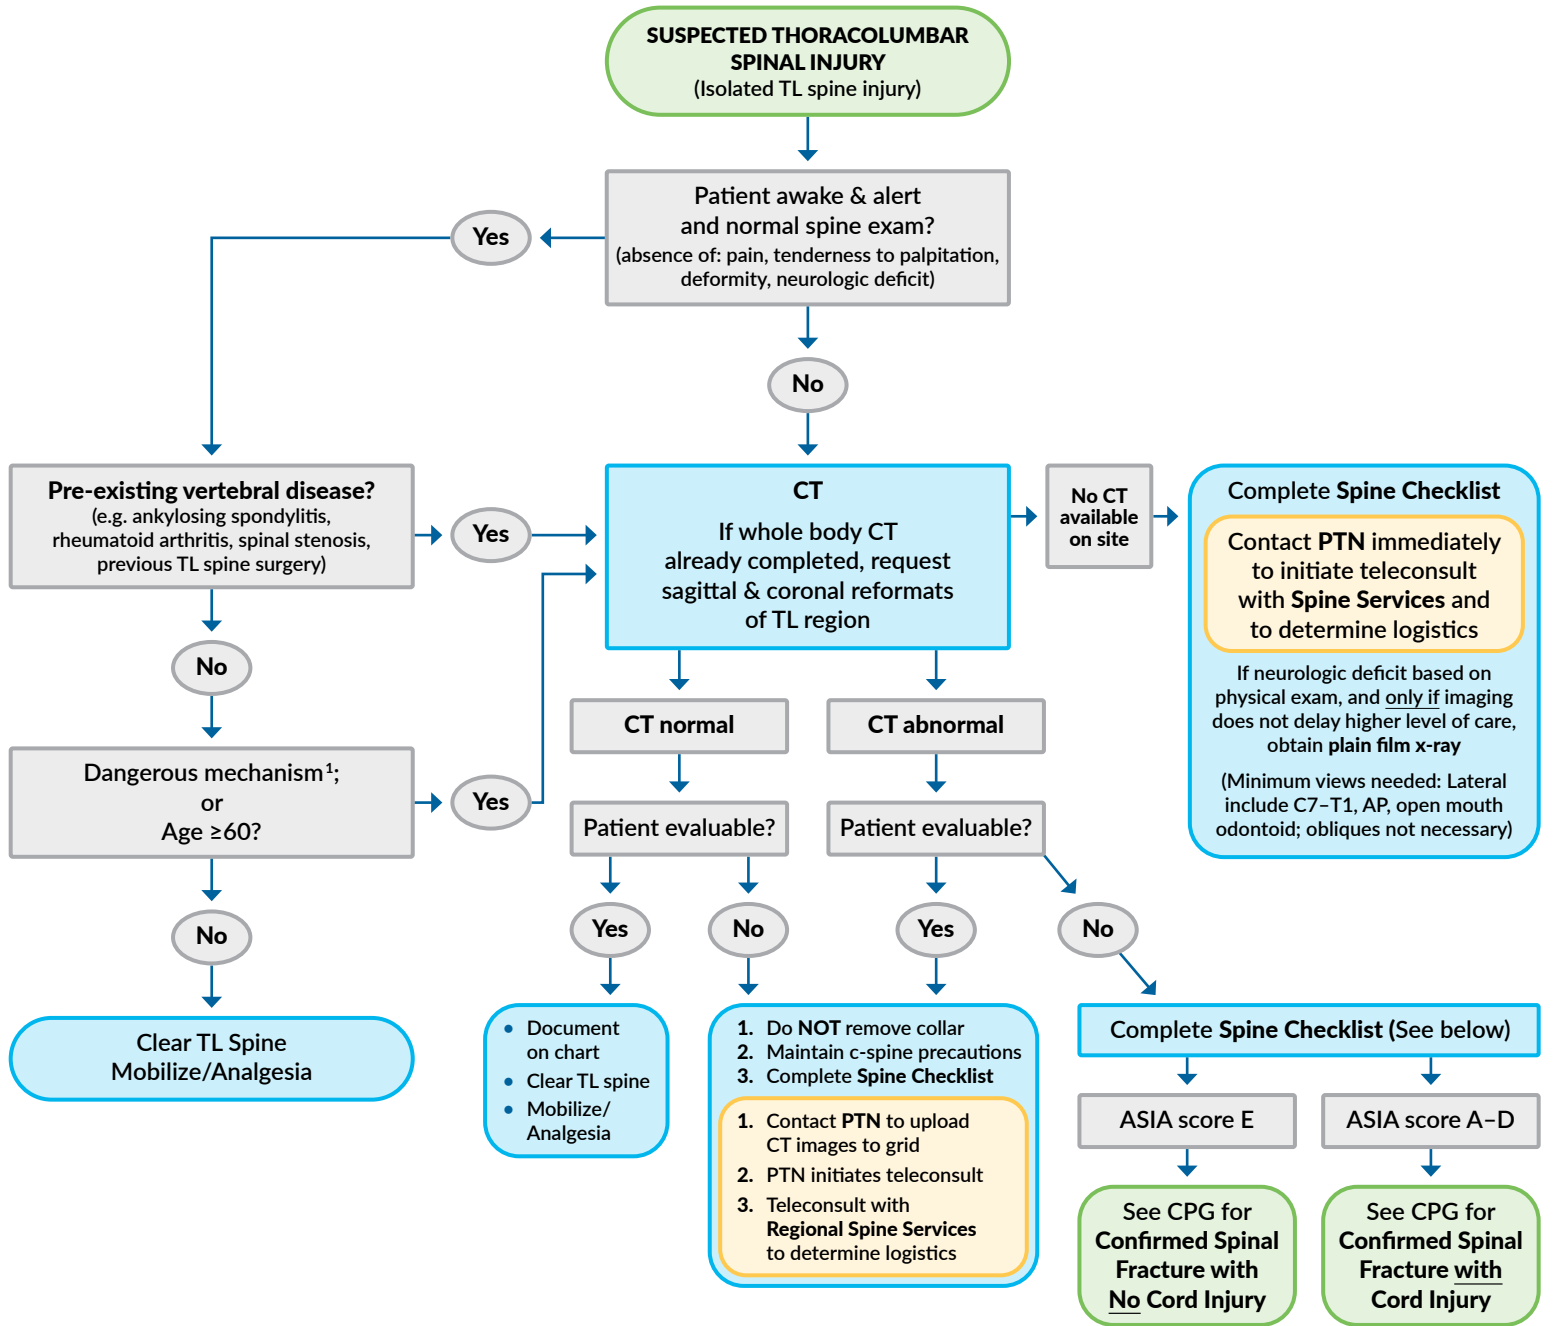 SUSPECTED THORACOLUMBAR
SPINAL INJURY
(Isolated TL spine injury)
Patient awake & alert
and normal spine exam?
(absence of: pain, tenderness to palpitation,
deformity, neurologic deficit)
Yes
No
Pre-existing vertebral disease?
(e.g. ankylosing spondylitis,
rheumatoid arthritis, spinal stenosis,
previous TL spine surgery)
Yes
No
Dangerous mechanism¹;
or
Age ≥60?
Yes
No
Clear TL Spine
Mobilize/Analgesia
CT
If whole body CT
already completed, request
sagittal & coronal reformats
of TL region
No CT
available
on site
Complete Spine Checklist
Contact PTN immediately
to initiate teleconsult
with Spine Services and
to determine logistics
If neurologic deficit based on
physical exam, and only if imaging
does not delay higher level of care,
obtain plain film x-ray
(Minimum views needed: Lateral
include C7–T1, AP, open mouth
odontoid; obliques not necessary)
CT normal
CT abnormal
Patient evaluable?
Patient evaluable?
Yes
No
Yes
No
• Document
on chart
• Clear TL spine
• Mobilize/
Analgesia
1. Do NOT remove collar
2. Maintain c-spine precautions
3. Complete Spine Checklist
1. Contact PTN to upload
CT images to grid
2. PTN initiates teleconsult
3. Teleconsult with
Regional Spine Services
to determine logistics
Complete Spine Checklist (See below)
ASIA score E
ASIA score A–D
See CPG for
Confirmed Spinal
Fracture with
No Cord Injury
See CPG for
Confirmed Spinal
Fracture with
Cord Injury